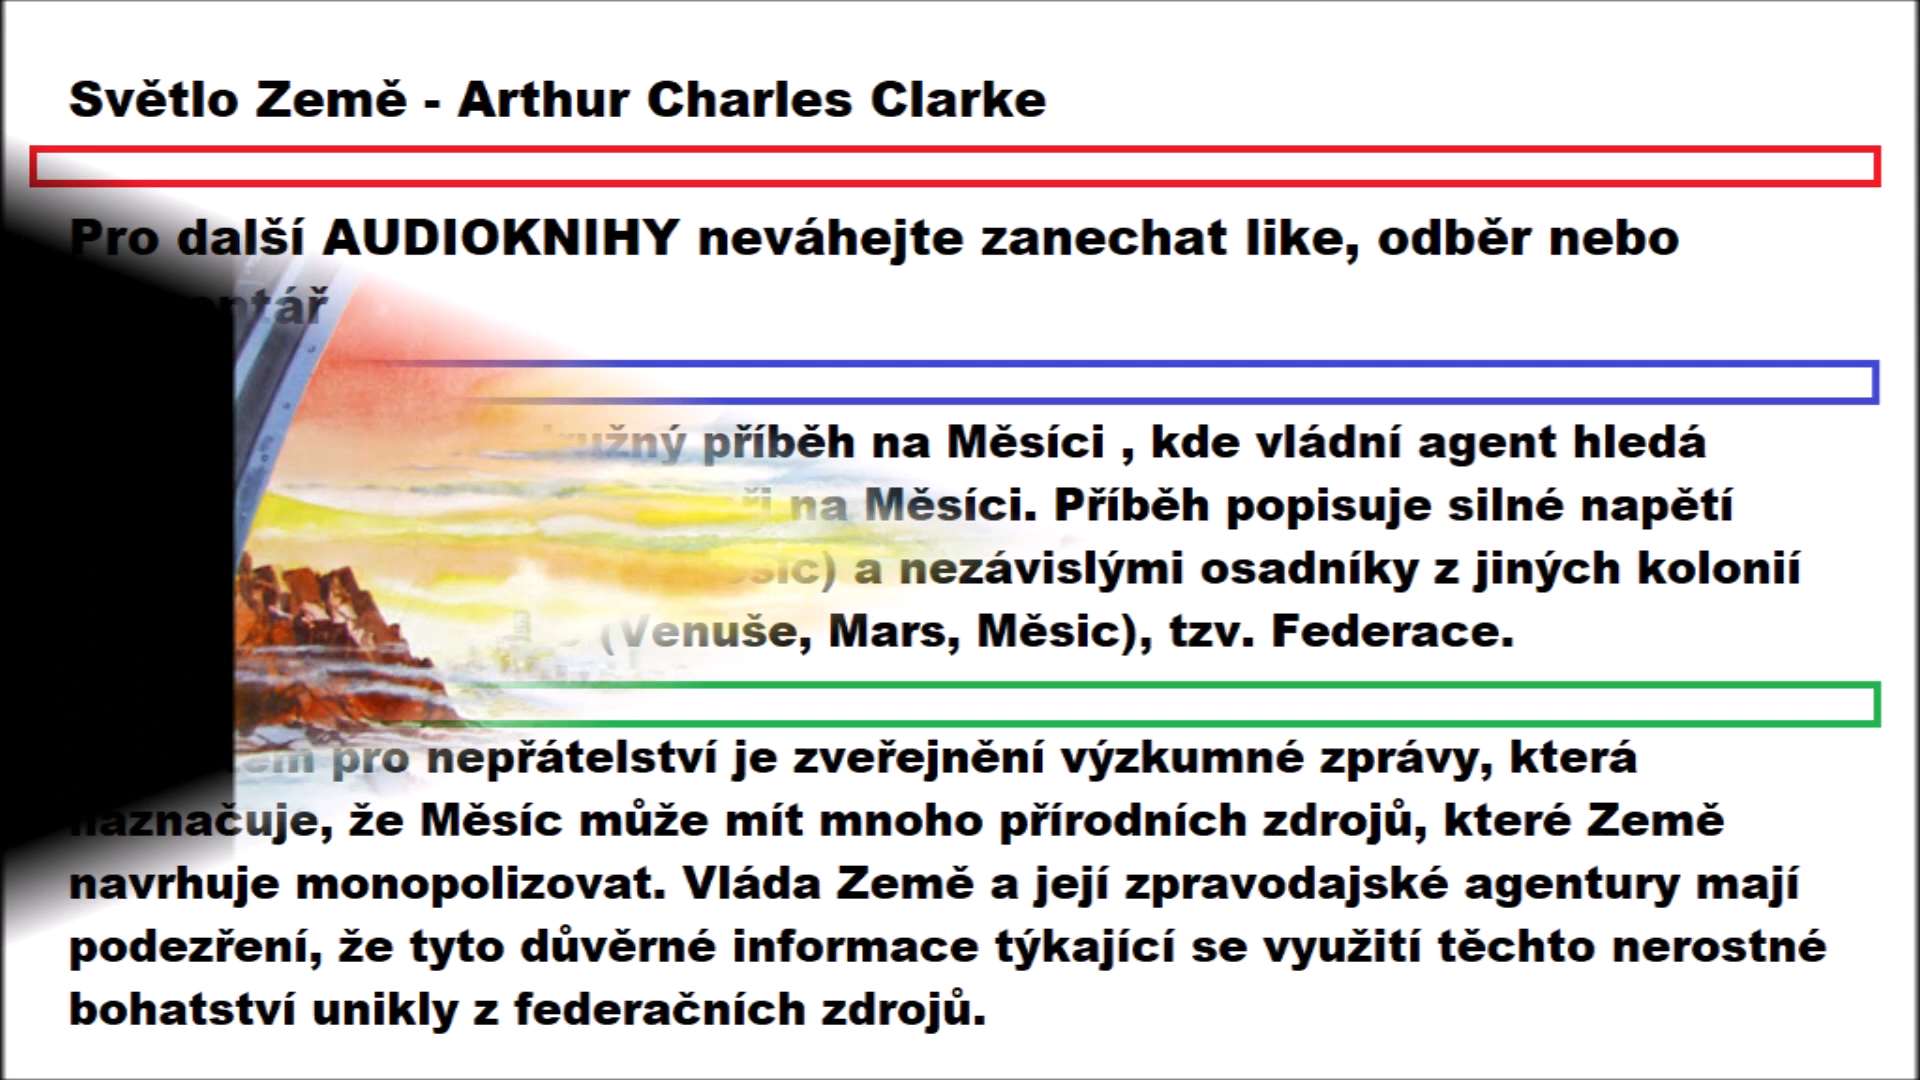 Světlo Země - Arthur Charles Clarke
Pro další AUDIOKNIHY neváhejte zanechat like, odběr nebo
příběh na Měsíci , kde vládní agent hledá
na Měsíci. Příběh popisuje silné napětí
a nezávislými osadníky z jiných kolonií
(Venuše, Mars, Měsic), tzv. Federace.
pro nepřátelství je zveřejnění výzkumné zprávy, která
naznačuje, že Měsíc může mít mnoho přírodních zdrojů, které Země
navrhuje monopolizovat. Vláda Země a její zpravodajské agentury mají
podezření, že tyto důvěrné informace týkající se využití těchto nerostné
bohatství unikly z federačních zdrojů.